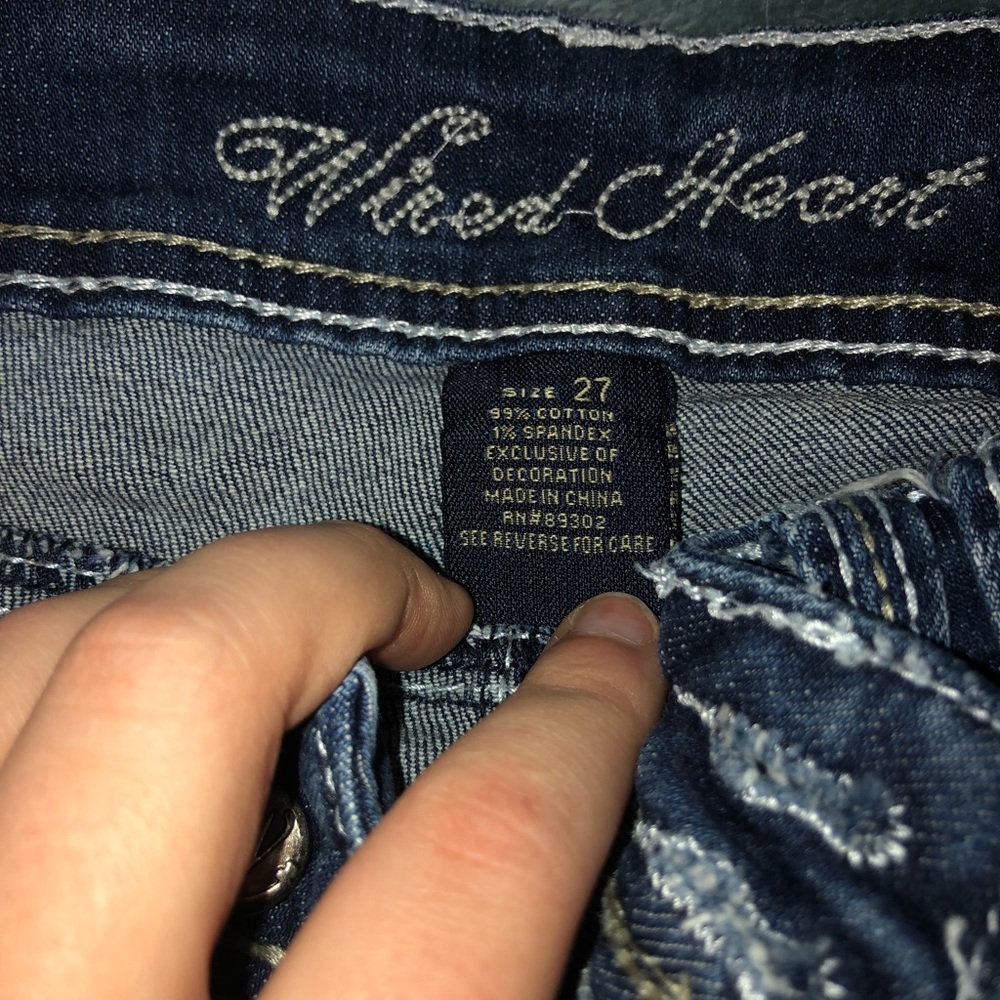 Wired Heart
SIZE 27
99% COTTON
1% SPANDEX
EXCLUSIVE OF
DECORATION
MADE IN CHINA
RN#89302
SEE REVERSE FOR CARE